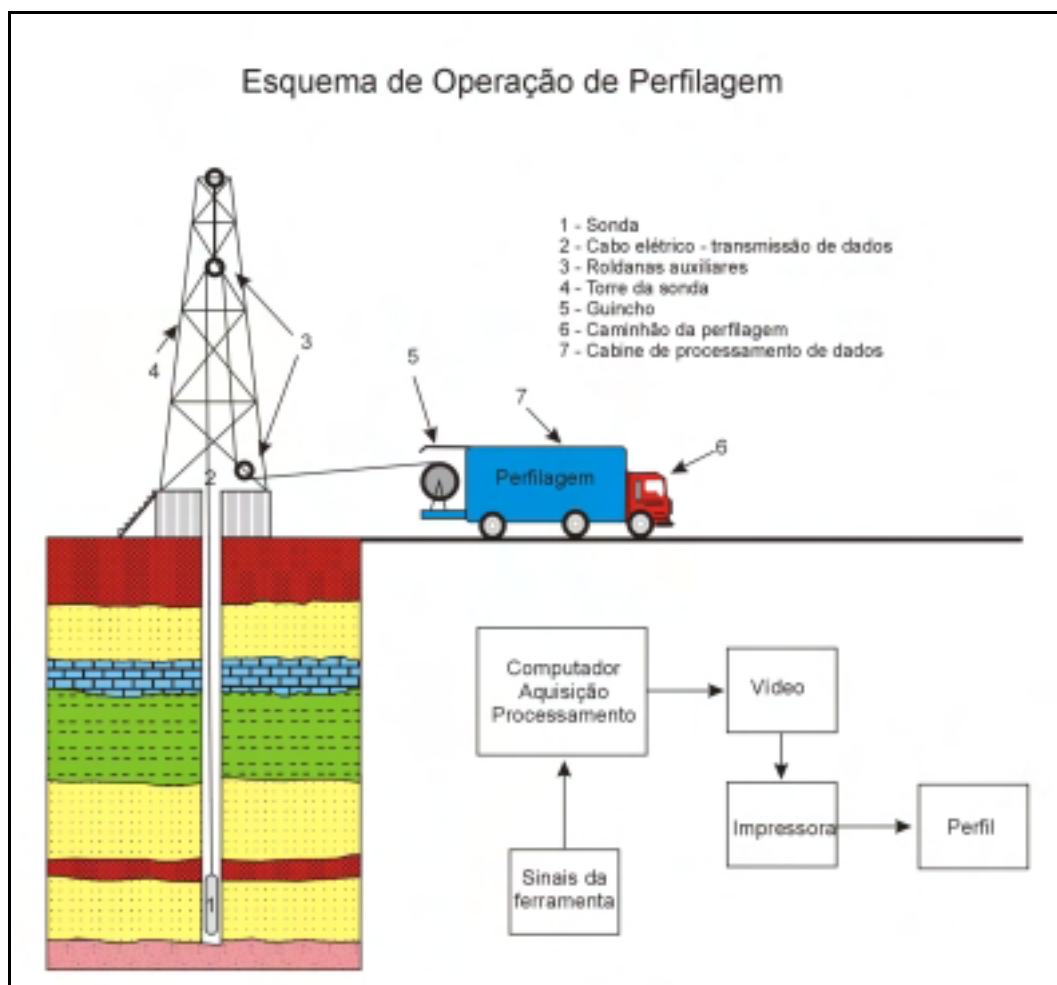 Esquema de Operação de Perfilagem
1 - Sonda
2 - Cabo elétrico - transmissão de dados
3 - Roldanas auxiliares
4 - Torre da sonda
5 - Guincho
6 - Caminhão da perfilagem
7 - Cabine de processamento de dados
4
3
5
7
6
2
Perfilagem
1
Computador
Aquisição
Processamento
Vídeo
Impressora
Perfil
Sinais da
ferramenta